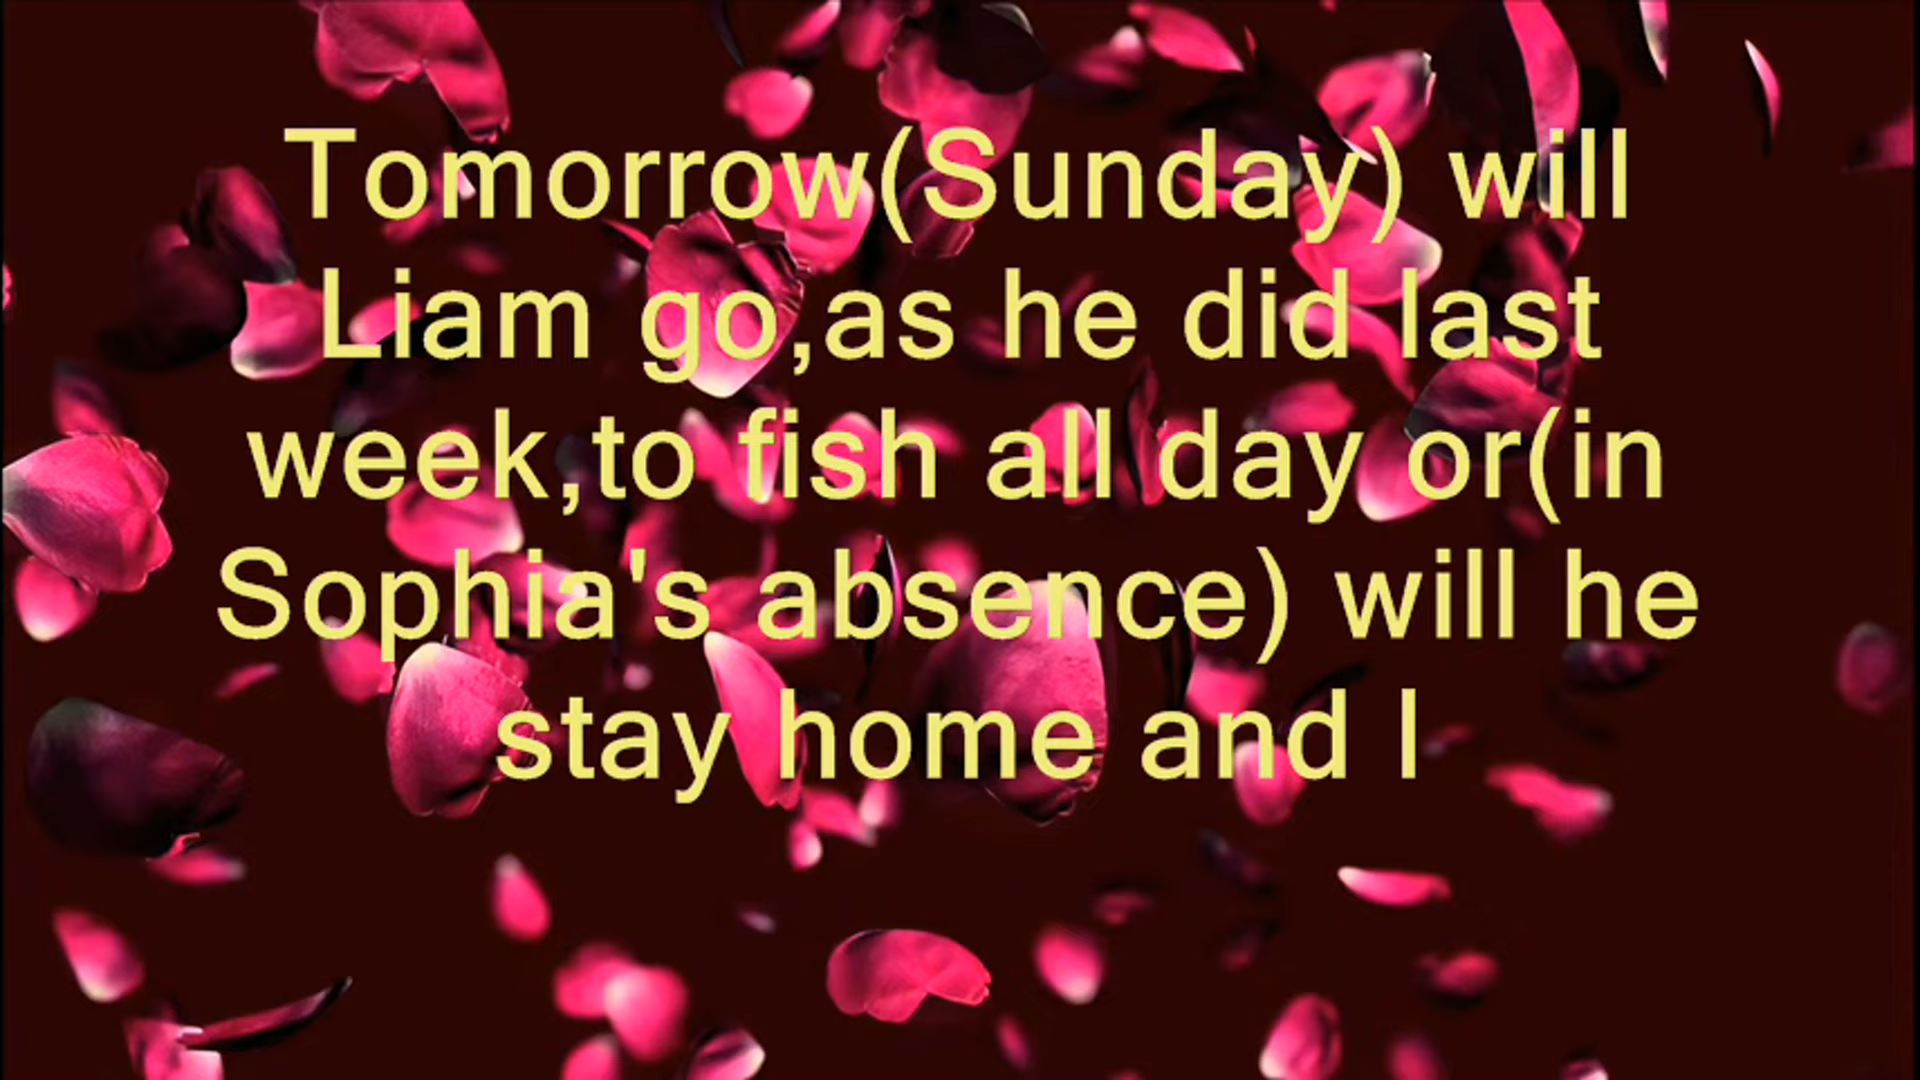 Tomorrow(Sunday) will
Liam go,as he did last
week,to fish all day or(in
Sophia's absence) will he
stay home and I